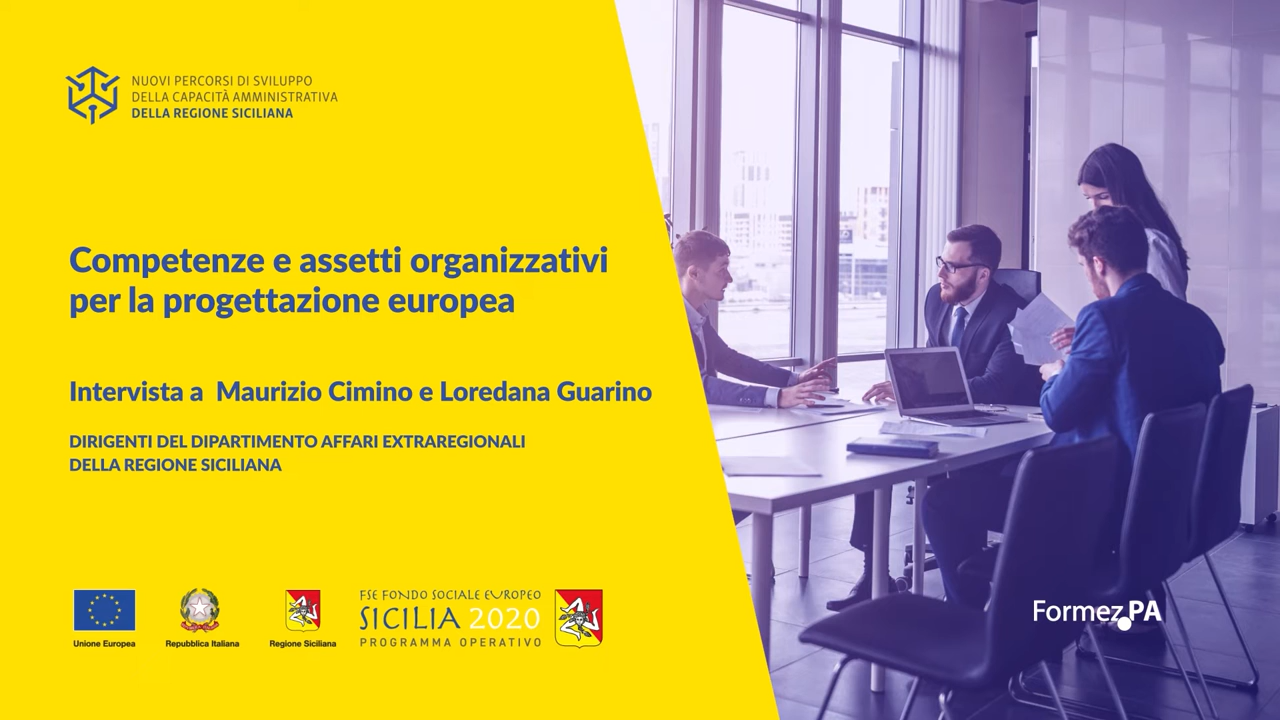 NUOVI PERCORSI DI SVILUPPO
DELLA CAPACITÀ AMMINISTRATIVA
DELLA REGIONE SICILIANA
Competenze e assetti organizzativi
per la progettazione europea
Intervista a Maurizio Cimino e Loredana Guarino
DIRIGENTI DEL DIPARTIMENTO AFFARI EXTRAREGIONALI
DELLA REGIONE SICILIANA
Unione Europea
Repubblica Italiana
Regione Siciliana
FSE FONDO SOCIALE EUROPEO
SICILIA 2020
PROGRAMMA OPERATIVO
Formez PA